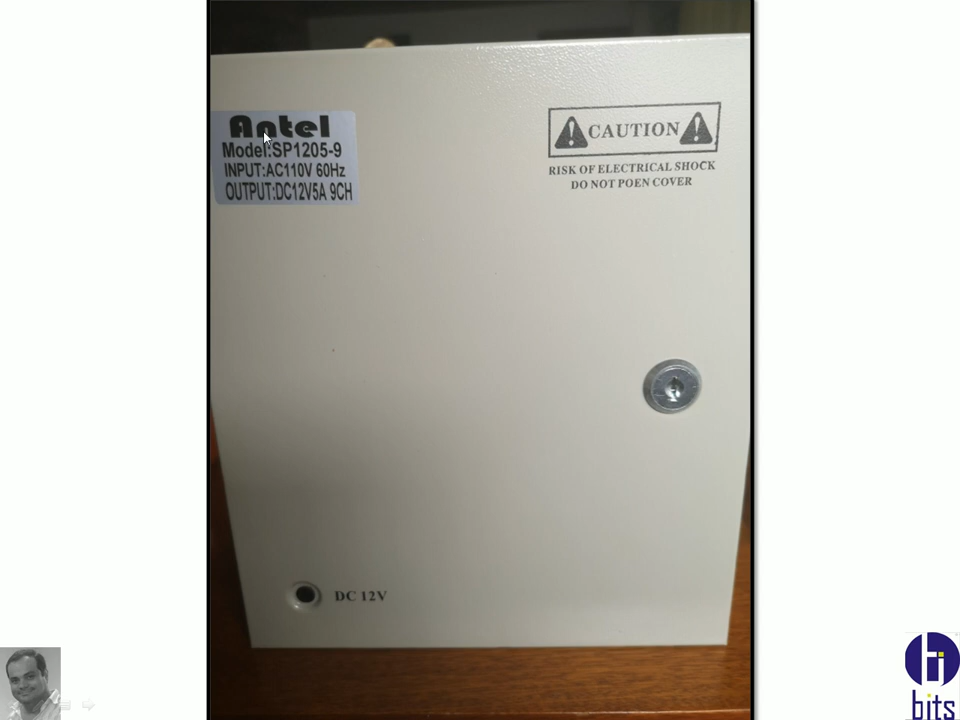 Antel
Model:SP1205-9
INPUT:AC110V 60Hz
OUTPUT:DC12V5A 9CH
CAUTION
RISK OF ELECTRICAL SHOCK
DO NOT POEN COVER
DC 12V
bits